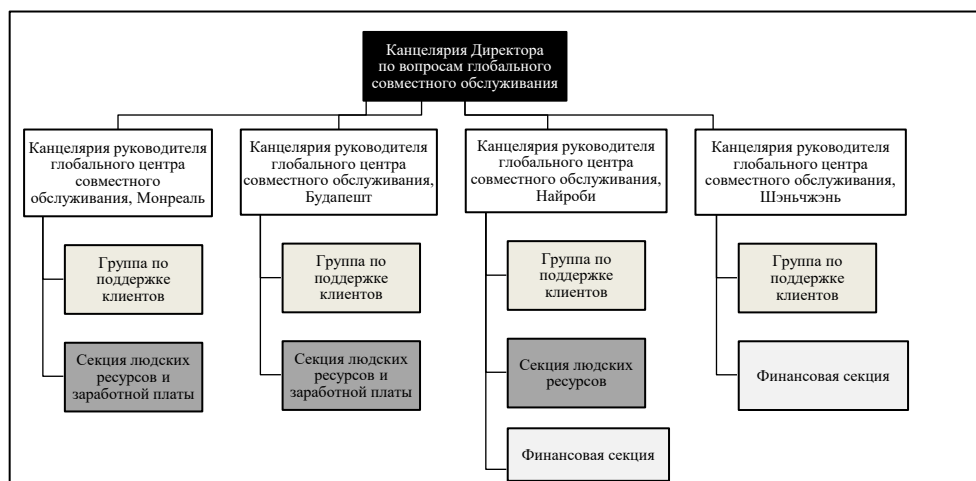 Канцелярия Директора
по вопросам глобального
совместного обслуживания
Канцелярия руководителя
глобального центра
совместного
обслуживания, Монреаль
Канцелярия руководителя
глобального центра
совместного обслуживания,
Будапешт
Канцелярия руководителя
глобального центра
совместного обслуживания,
Найроби
Канцелярия руководителя
глобального центра
совместного обслуживания,
Шэньчжэнь
Группа по
поддержке
клиентов
Группа по
поддержке
клиентов
Группа по
поддержке
клиентов
Группа по
поддержке
клиентов
Секция людских
ресурсов и
заработной платы
Секция людских
ресурсов и
заработной платы
Секция людских
ресурсов
Финансовая секция
Финансовая секция